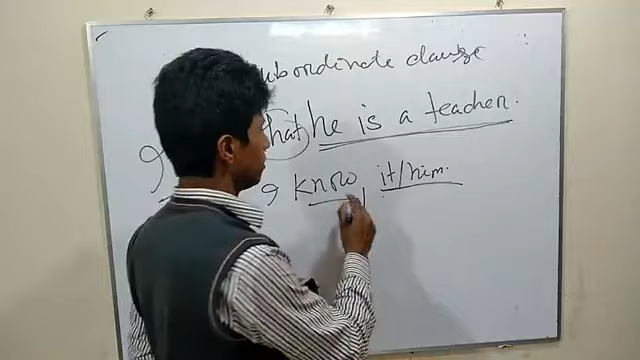 ubordinate clause
that) he is a teacher.
I know it/him.